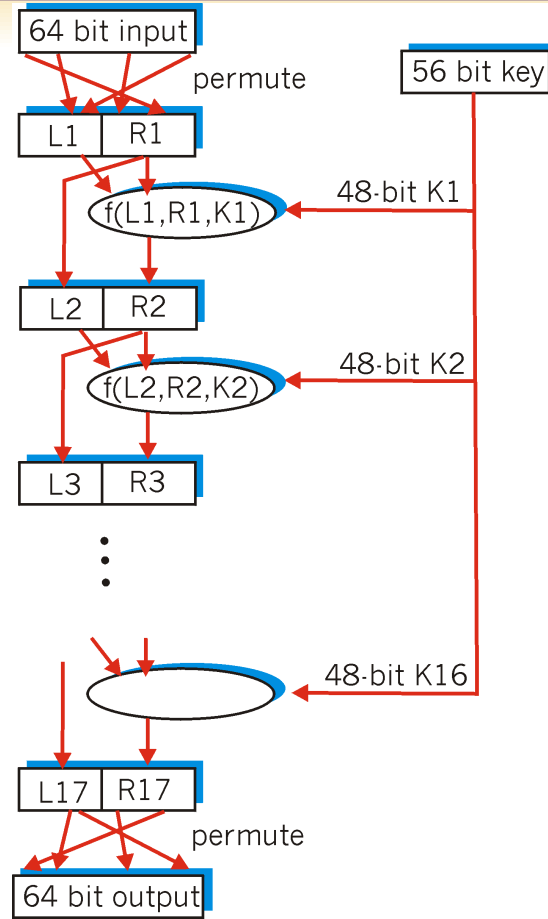 64 bit input
permute
56 bit key
L1 R1
48-bit K1
f(L1,R1,K1)
L2 R2
48-bit K2
f(L2,R2,K2)
L3 R3
48-bit K16
L17 R17
permute
64 bit output